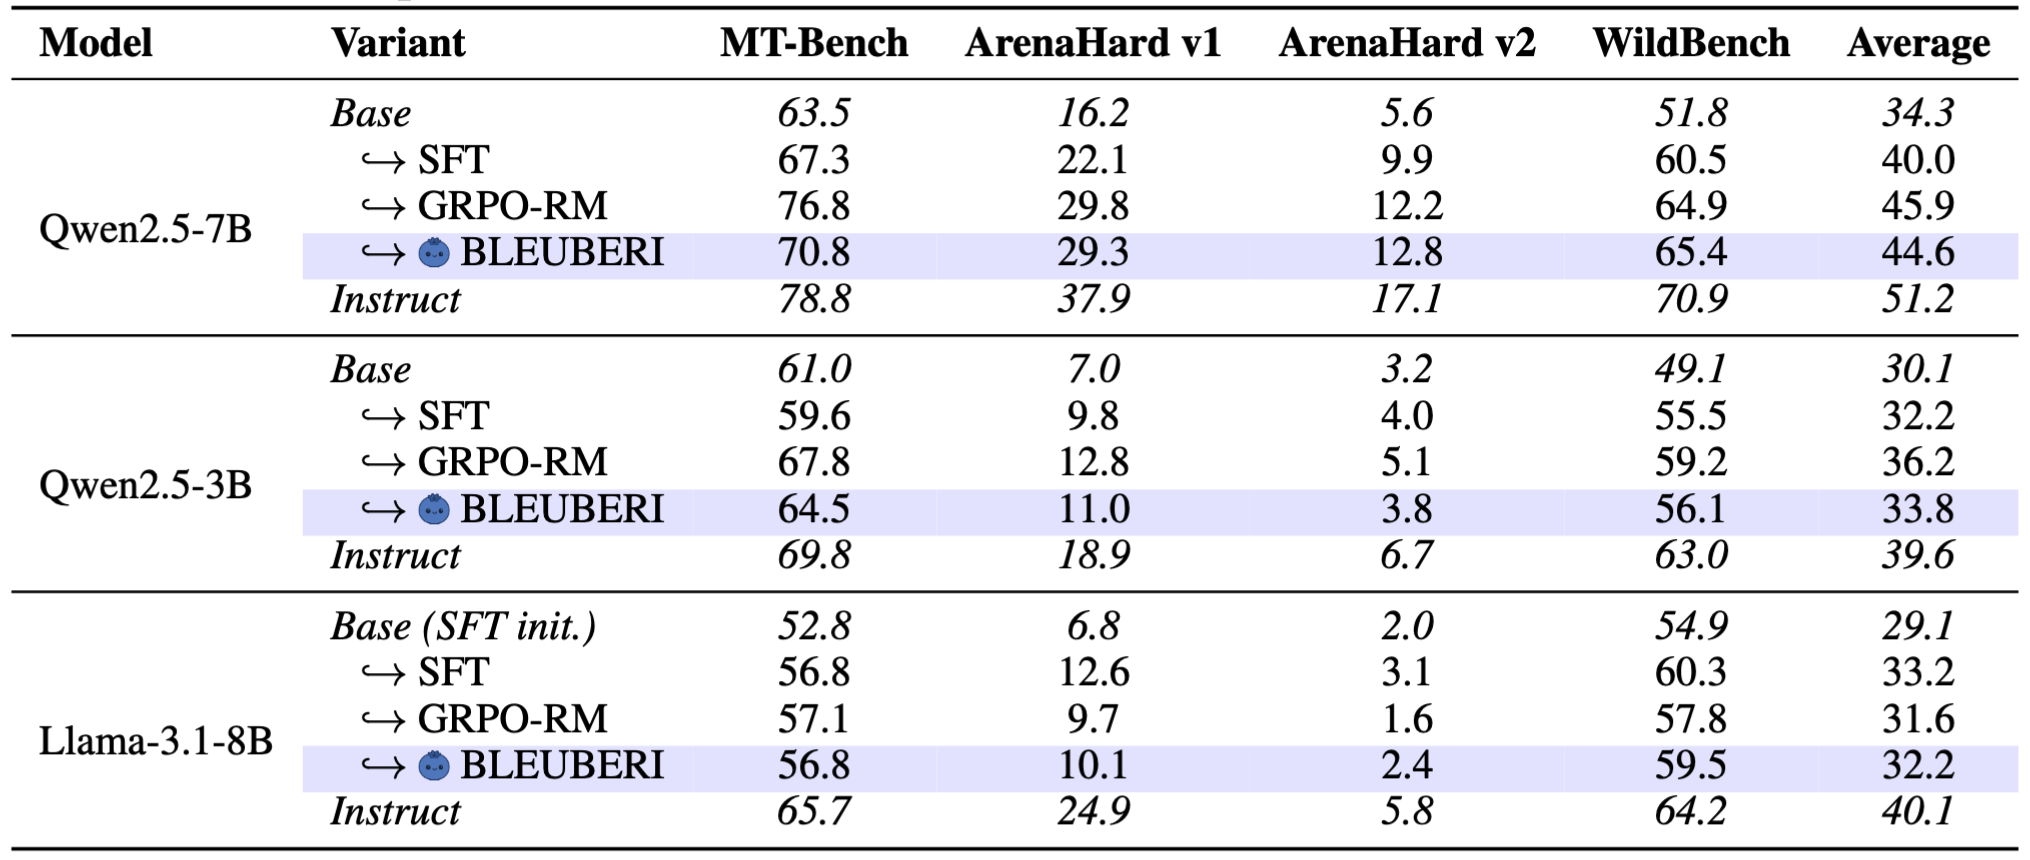 Model Variant MT-Bench ArenaHard v1 ArenaHard v2 WildBench Average
Qwen2.5-7B
Base 63.5 16.2 5.6 51.8 34.3
↪ SFT 67.3 22.1 9.9 60.5 40.0
↪ GRPO-RM 76.8 29.8 12.2 64.9 45.9
↪ BLEUBERI 70.8 29.3 12.8 65.4 44.6
Instruct 78.8 37.9 17.1 70.9 51.2
Qwen2.5-3B
Base 61.0 7.0 3.2 49.1 30.1
↪ SFT 59.6 9.8 4.0 55.5 32.2
↪ GRPO-RM 67.8 12.8 5.1 59.2 36.2
↪ BLEUBERI 64.5 11.0 3.8 56.1 33.8
Instruct 69.8 18.9 6.7 63.0 39.6
Llama-3.1-8B
Base (SFT init.) 52.8 6.8 2.0 54.9 29.1
↪ SFT 56.8 12.6 3.1 60.3 33.2
↪ GRPO-RM 57.1 9.7 1.6 57.8 31.6
↪ BLEUBERI 56.8 10.1 2.4 59.5 32.2
Instruct 65.7 24.9 5.8 64.2 40.1